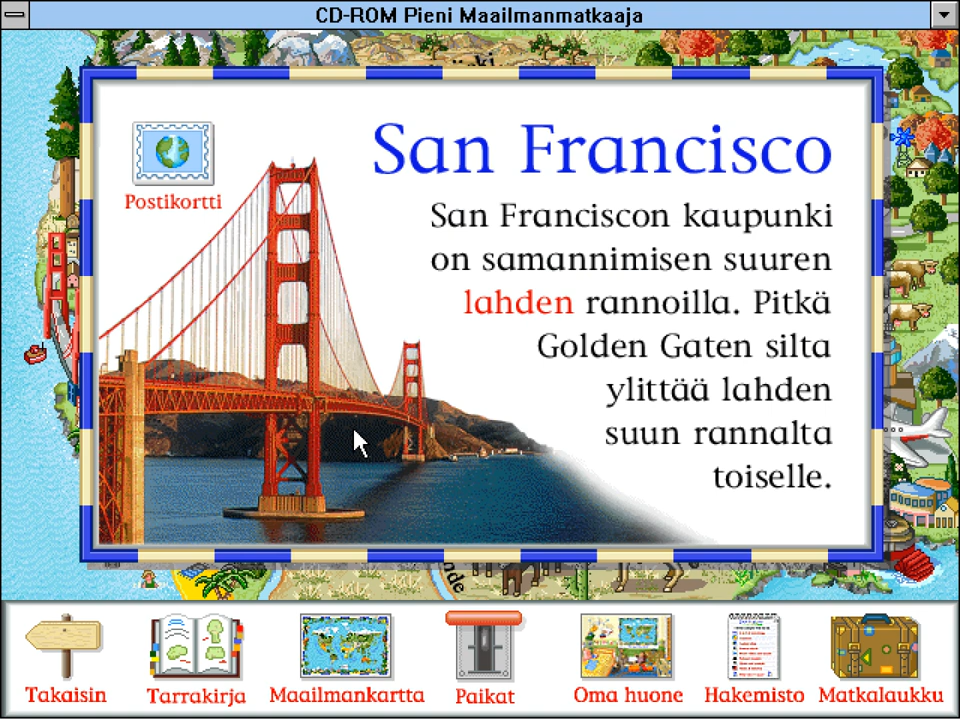 CD-ROM Pieni Maailmanmatkaaja
San Francisco
Postikortti
San Franciscon kaupunki
on samannimisen suuren
lahden rannoilla. Pitkä
Golden Gaten silta
ylittää lahden
suun rannalta
toiselle.
Takaisin
Tarrakirja
Maailmankartta
Paikat
Oma huone
Hakemisto
Matkalaukku